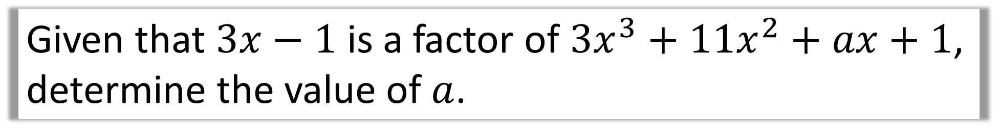 Given that 3𝑥 − 1 is a factor of 3𝑥³ + 11𝑥² + 𝑎𝑥 + 1,
determine the value of 𝑎.